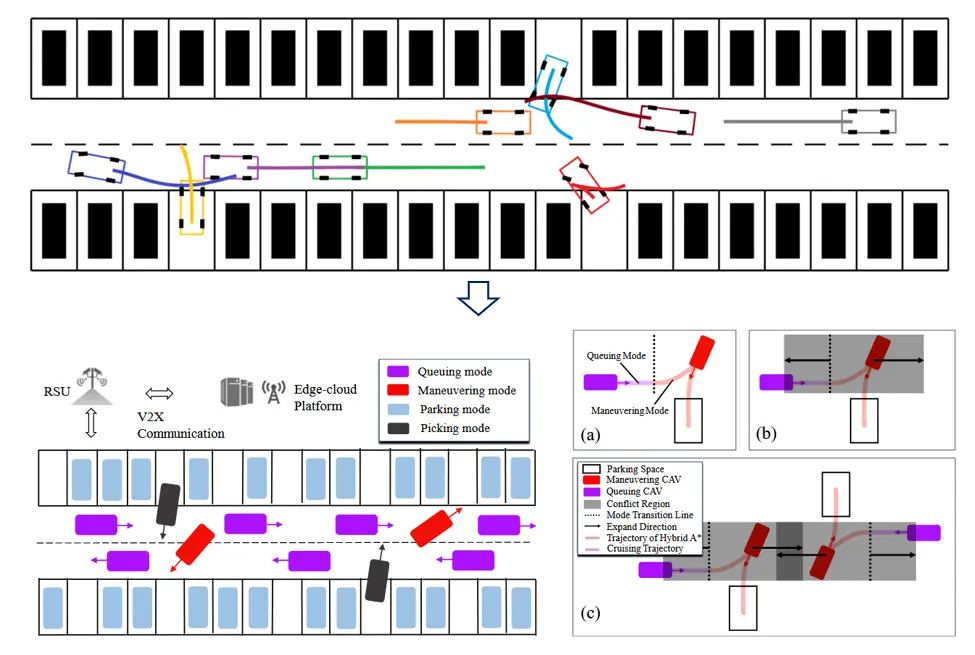 RSU
V2X
Communication
Edge-cloud
Platform
Queuing mode
Maneuvering mode
Parking mode
Picking mode
Queuing Mode
Maneuvering Mode
(a)
(b)
Parking Space
Maneuvering CAV
Queuing CAV
Conflict Region
Mode Transition Line
Expand Direction
Trajectory of Hybrid A*
Cruising Trajectory
(c)